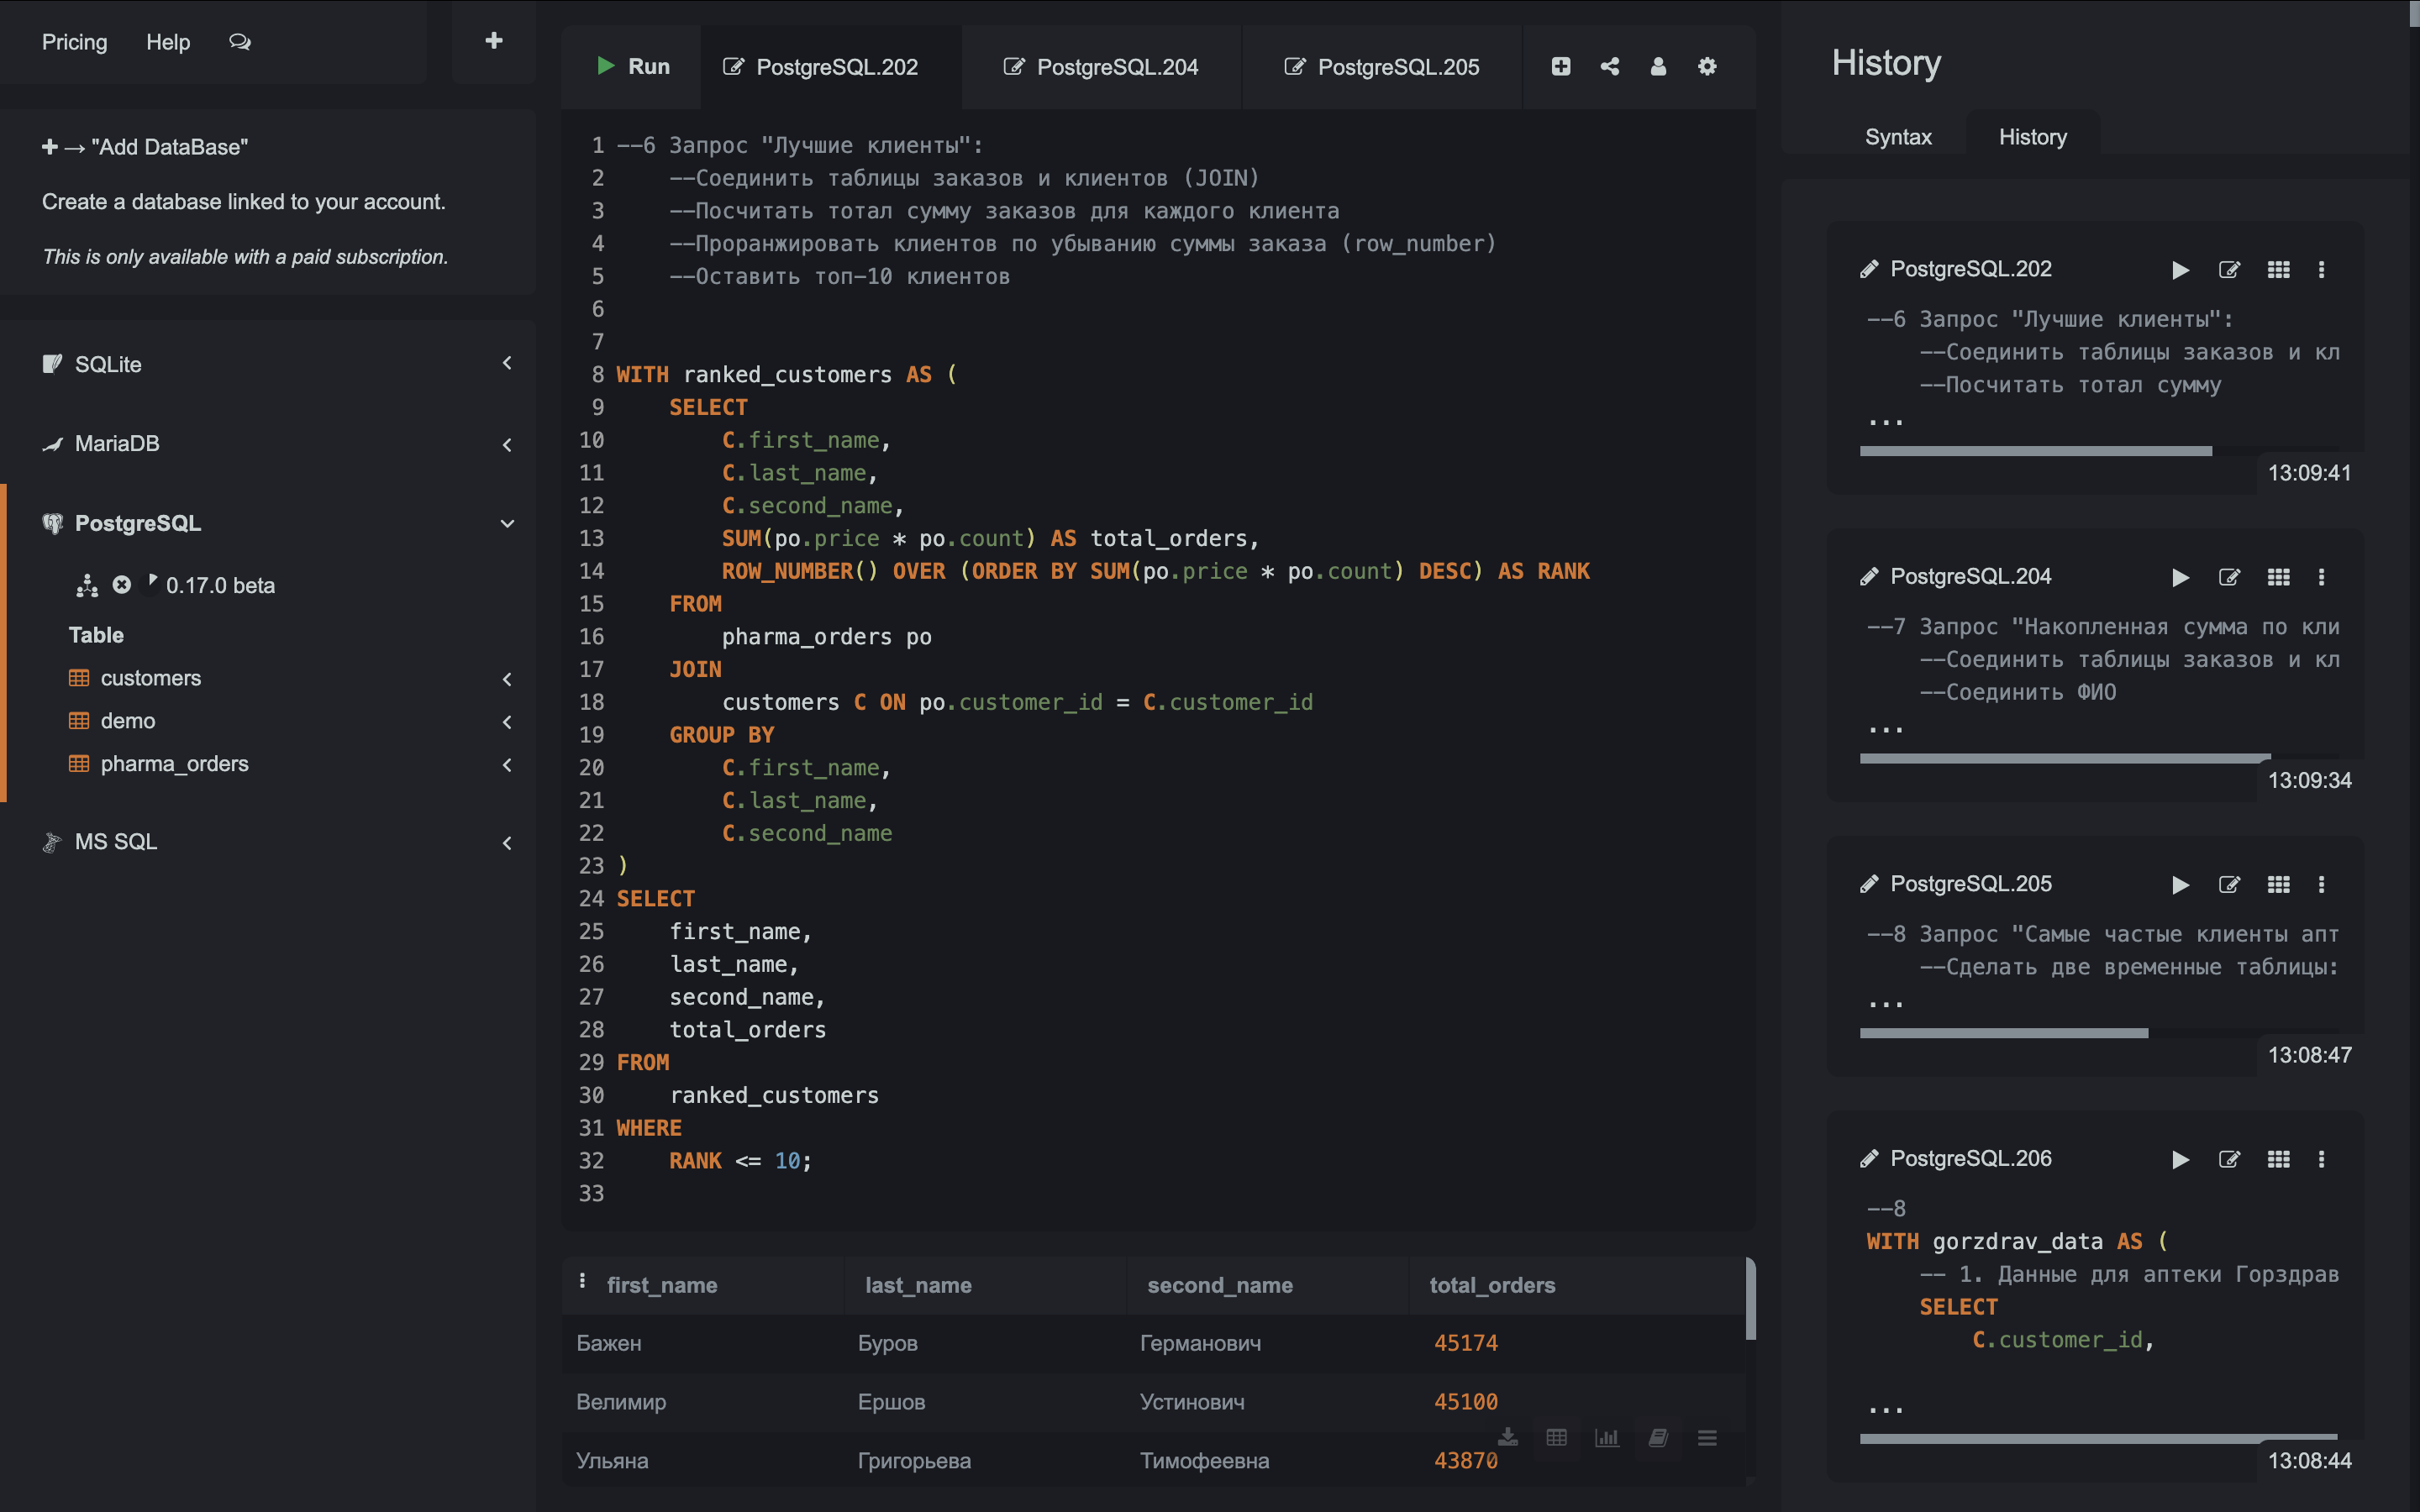 Pricing
Help
"Add DataBase"
Create a database linked to your account.
This is only available with a paid subscription.
SQLite
MariaDB
PostgreSQL
0.17.0 beta
Table
customers
demo
pharma_orders
MS SQL
Run
PostgreSQL.202
PostgreSQL.204
PostgreSQL.205
1 --6 Запрос "Лучшие клиенты":
2     --Соединить таблицы заказов и клиентов (JOIN)
3     --Посчитать тотал сумму заказов для каждого клиента
4     --Проранжировать клиентов по убыванию суммы заказа (row_number)
5     --Оставить топ-10 клиентов
6
7
8 WITH ranked_customers AS (
9     SELECT
10         C.first_name,
11         C.last_name,
12         C.second_name,
13         SUM(po.price * po.count) AS total_orders,
14         ROW_NUMBER() OVER (ORDER BY SUM(po.price * po.count) DESC) AS RANK
15     FROM
16         pharma_orders po
17     JOIN
18         customers C ON po.customer_id = C.customer_id
19     GROUP BY
20         C.first_name,
21         C.last_name,
22         C.second_name
23 )
24 SELECT
25     first_name,
26     last_name,
27     second_name,
28     total_orders
29 FROM
30     ranked_customers
31 WHERE
32     RANK <= 10;
33
first_name last_name second_name total_orders
Бажен Буров Германович 45174
Велимир Ершов Устинович 45100
Ульяна Григорьева Тимофеевна 43870
History
Syntax
History
PostgreSQL.202
--6 Запрос "Лучшие клиенты":
    --Соединить таблицы заказов и кл
    --Посчитать тотал сумму
...
13:09:41
PostgreSQL.204
--7 Запрос "Накопленная сумма по кли
    --Соединить таблицы заказов и кл
    --Соединить ФИО
...
13:09:34
PostgreSQL.205
--8 Запрос "Самые частые клиенты апт
    --Сделать две временные таблицы:
...
13:08:47
PostgreSQL.206
--8
WITH gorzdrav_data AS (
    -- 1. Данные для аптеки Горздрав
    SELECT
        C.customer_id,
...
13:08:44